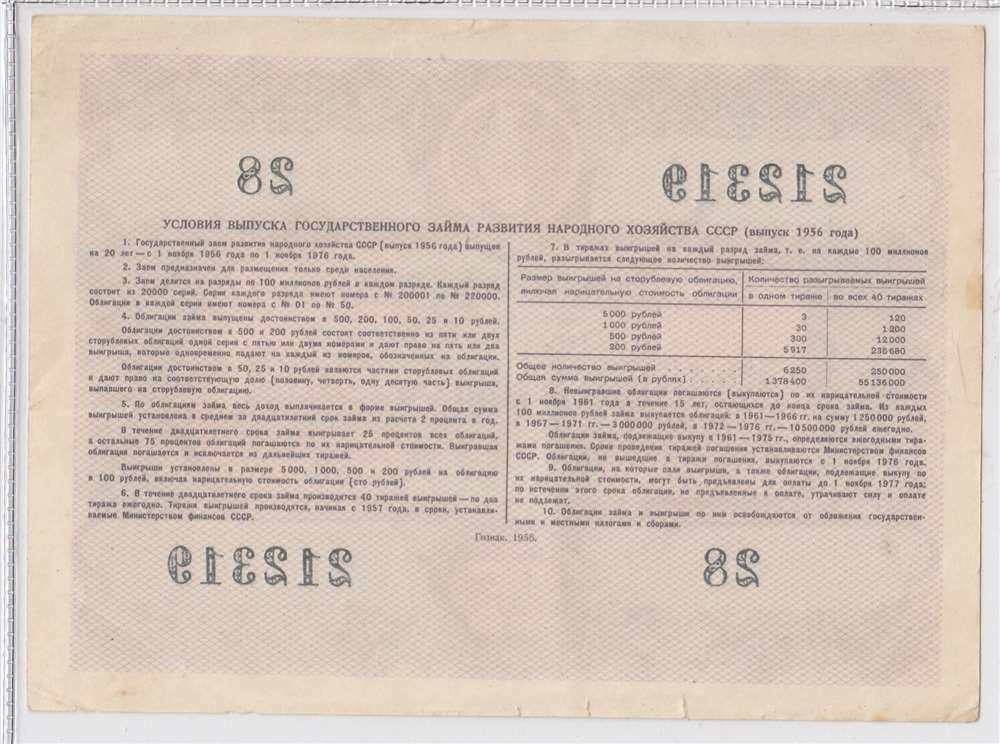 28
212319
УСЛОВИЯ ВЫПУСКА ГОСУДАРСТВЕННОГО ЗАЙМА РАЗВИТИЯ НАРОДНОГО ХОЗЯЙСТВА СССР (выпуск 1956 года)
1. Государственный заем развития народного хозяйства СССР (выпуск 1956 года) выпущен
на 20 лет — с 1 ноября 1956 года по 1 ноября 1976 года.
2. Заем предназначен для размещения только среди населения.
3. Заем делится на разряды по 100 миллионов рублей в каждом разряде. Каждый разряд
состоит из 20000 серий. Серии каждого разряда имеют номера с № 200001 по № 220000.
Облигации в каждой серии имеют номера с № 01 по № 50.
4. Облигации займа выпущены достоинством в 500, 200, 100, 50, 25 и 10 рублей.
Облигации достоинством в 500 и 200 рублей состоят соответственно из пяти или двух
сторублевых облигаций одной серии с пятью или двумя номерами и дают право на пять или два
выигрыша, которые одновременно падают на каждый из номеров, обозначенных на облигации.
Облигации достоинством в 50, 25 и 10 рублей являются частями сторублевых облигаций
и дают право на соответствующую долю (половину, четверть, одну десятую часть) выигрыша,
выпавшего на сторублевую облигацию.
5. По облигациям займа весь доход выплачивается в форме выигрышей. Общая сумма
выигрышей установлена в среднем за двадцатилетний срок займа из расчета 2 процента в год.
В течение двадцатилетнего срока займа выигрывает 25 процентов всех облигаций,
а остальные 75 процентов облигаций погашаются по их нарицательной стоимости. Выигравшая
облигация погашается и исключается из дальнейших тиражей.
Выигрыши установлены в размере 5 000, 1 000, 500 и 200 рублей на облигацию
в 100 рублей, включая нарицательную стоимость облигации (сто рублей).
6. В течение двадцатилетнего срока займа производится 40 тиражей выигрышей — по два
тиража ежегодно. Тиражи выигрышей производятся, начиная с 1957 года, в сроки, устанавли-
ваемые Министерством финансов СССР.
7. В тиражах выигрышей на каждый разряд займа, т. е. на каждые 100 миллионов
рублей, разыгрывается следующее количество выигрышей:
Размер выигрышей на сторублевую облигацию, включая нарицательную стоимость облигации
Количество разыгрываемых выигрышей
в одном тираже во всех 40 тиражах
5 000 рублей 3 120
1 000 рублей 30 1 200
500 рублей 300 12 000
200 рублей 5 917 236 680
Общее количество выигрышей 6 250 250 000
Общая сумма выигрышей (в рублях) 1 378 400 55 136 000
8. Невыигравшие облигации погашаются (выкупаются) по их нарицательной стоимости
с 1 ноября 1961 года в течение 15 лет, остающихся до конца срока займа. Из каждых
100 миллионов рублей займа выкупается облигаций: в 1961—1966 гг. на сумму 1 250 000 рублей,
в 1967—1971 гг. — 3 000 000 рублей, в 1972—1976 гг. — 10 500 000 рублей ежегодно.
Облигации займа, подлежащие выкупу в 1961—1975 гг., определяются ежегодными тира-
жами погашения. Сроки проведения тиражей погашения устанавливаются Министерством финансов
СССР. Облигации, не вышедшие в тиражи погашения, выкупаются с 1 ноября 1976 года.
9. Облигации, на которые пали выигрыши, а также облигации, подлежащие выкупу по
их нарицательной стоимости, могут быть предъявлены для оплаты до 1 ноября 1977 года;
по истечении этого срока облигации, не предъявленные к оплате, утрачивают силу и оплате
не подлежат.
10. Облигации займа и выигрыши по ним освобождаются от обложения государствен-
ными и местными налогами и сборами.
Гознак. 1956.
212319
28